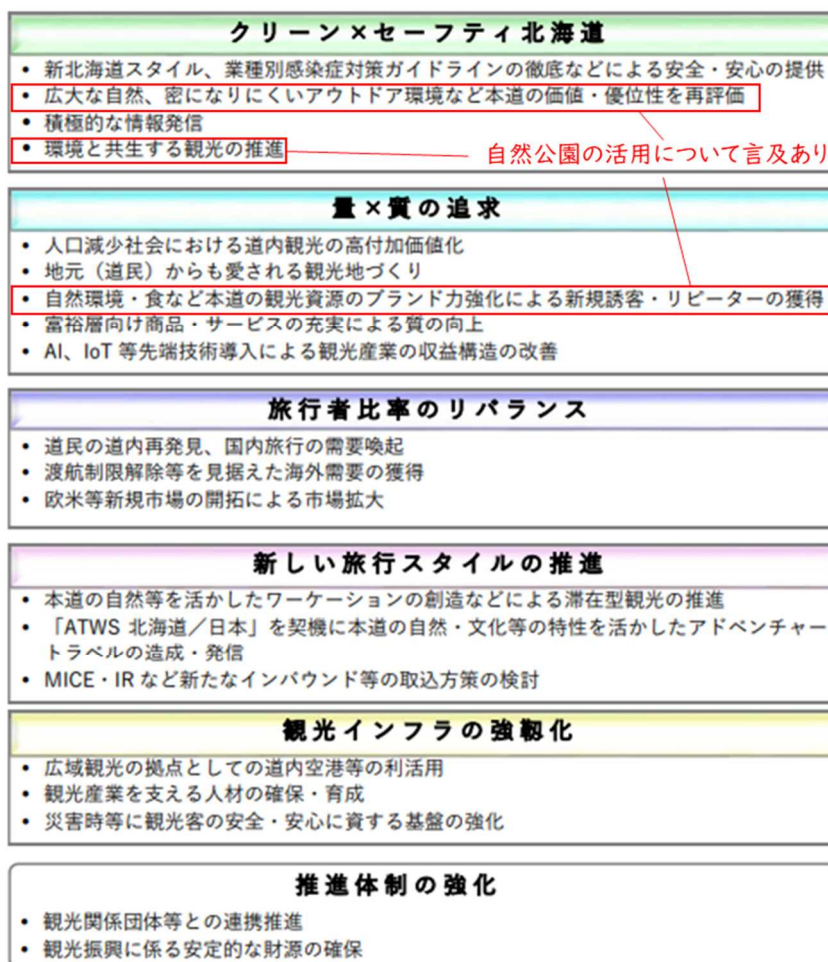 クリーン×セーフティ北海道
• 新北海道スタイル、業種別感染症対策ガイドラインの徹底などによる安全・安心の提供
• 広大な自然、密になりにくいアウトドア環境など本道の価値・優位性を再評価
• 積極的な情報発信
• 環境と共生する観光の推進
自然公園の活用について言及あり
量×質の追求
• 人口減少社会における道内観光の高付加価値化
• 地元（道民）からも愛される観光地づくり
• 自然環境・食など本道の観光資源のブランド力強化による新規誘客・リピーターの獲得
• 富裕層向け商品・サービスの充実による質の向上
• AI、IoT 等先端技術導入による観光産業の収益構造の改善
旅行者比率のリバランス
• 道民の道内再発見、国内旅行の需要喚起
• 渡航制限解除等を見据えた海外需要の獲得
• 欧米等新規市場の開拓による市場拡大
新しい旅行スタイルの推進
• 本道の自然等を活かしたワーケーションの創造などによる滞在型観光の推進
• 「ATWS 北海道／日本」を契機に本道の自然・文化等の特性を活かしたアドベンチャー
トラベルの造成・発信
• MICE・IR など新たなインバウンド等の取込方策の検討
観光インフラの強靱化
• 広域観光の拠点としての道内空港等の利活用
• 観光産業を支える人材の確保・育成
• 災害時等に観光客の安全・安心に資する基盤の強化
推進体制の強化
• 観光関係団体等との連携推進
• 観光振興に係る安定的な財源の確保